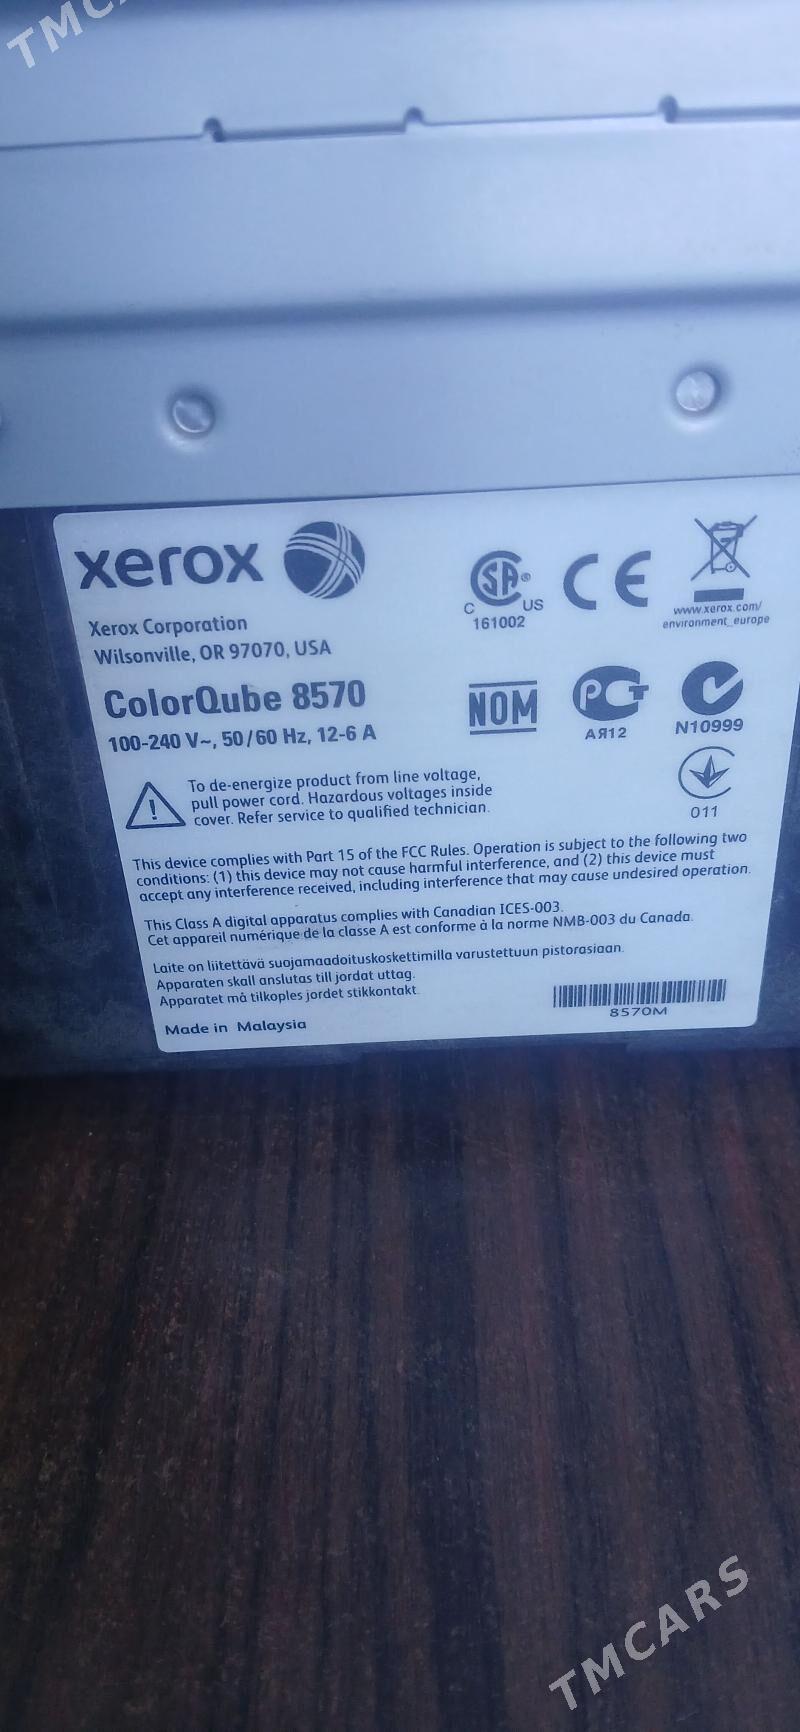 TMCA
xerox
Xerox Corporation
Wilsonville, OR 97070, USA
ColorQube 8570
100-240 V~, 50/60 Hz, 12-6 A
SA
C US
161002
CE
www.xerox.com/
environment_europe
NOM
РСТ
АЯ12
N10999
011
To de-energize product from line voltage,
pull power cord. Hazardous voltages inside
cover. Refer service to qualified technician.
This device complies with Part 15 of the FCC Rules. Operation is subject to the following two
conditions: (1) this device may not cause harmful interference, and (2) this device must
accept any interference received, including interference that may cause undesired operation.
This Class A digital apparatus complies with Canadian ICES-003.
Cet appareil numérique de la classe A est conforme à la norme NMB-003 du Canada.
Laite on liitettävä suojamaadoituskoskettimilla varustettuun pistorasiaan.
Apparaten skall anslutas till jordat uttag.
Apparatet må tilkoples jordet stikkontakt.
8570M
Made in Malaysia
TMCARS